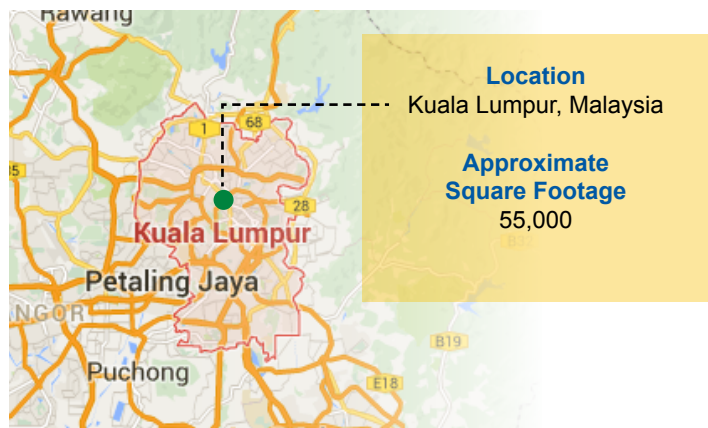 Rawang
Location
Kuala Lumpur, Malaysia
1
68
Approximate
Square Footage
55,000
28
Kuala Lumpur
B32
Petaling Jaya
NGOR
B19
Puchong
E18